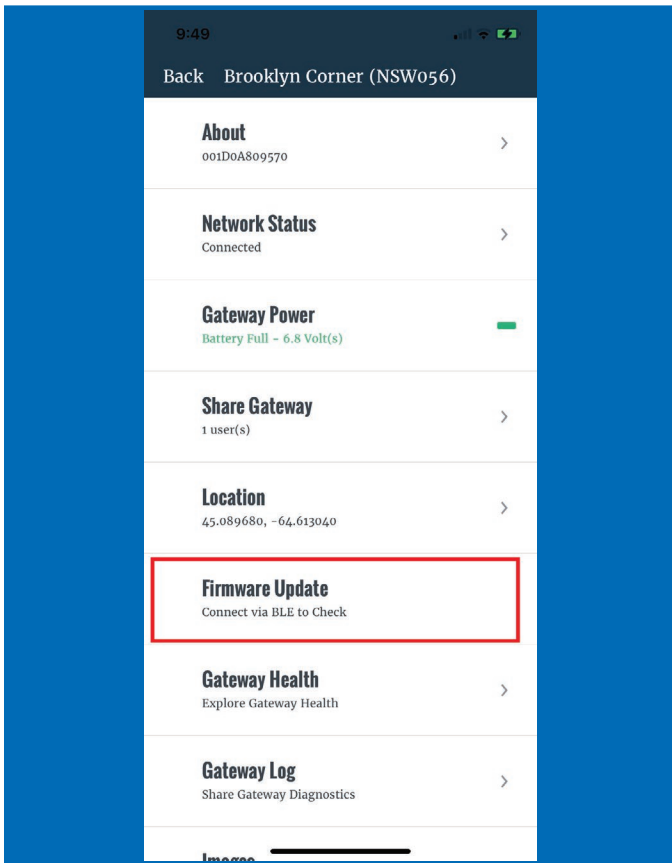 9:49
Back Brooklyn Corner (NSW056)
About
001D0A809570
Network Status
Connected
Gateway Power
Battery Full - 6.8 Volt(s)
Share Gateway
1 user(s)
Location
45.089680, -64.613040
Firmware Update
Connect via BLE to Check
Gateway Health
Explore Gateway Health
Gateway Log
Share Gateway Diagnostics
Images